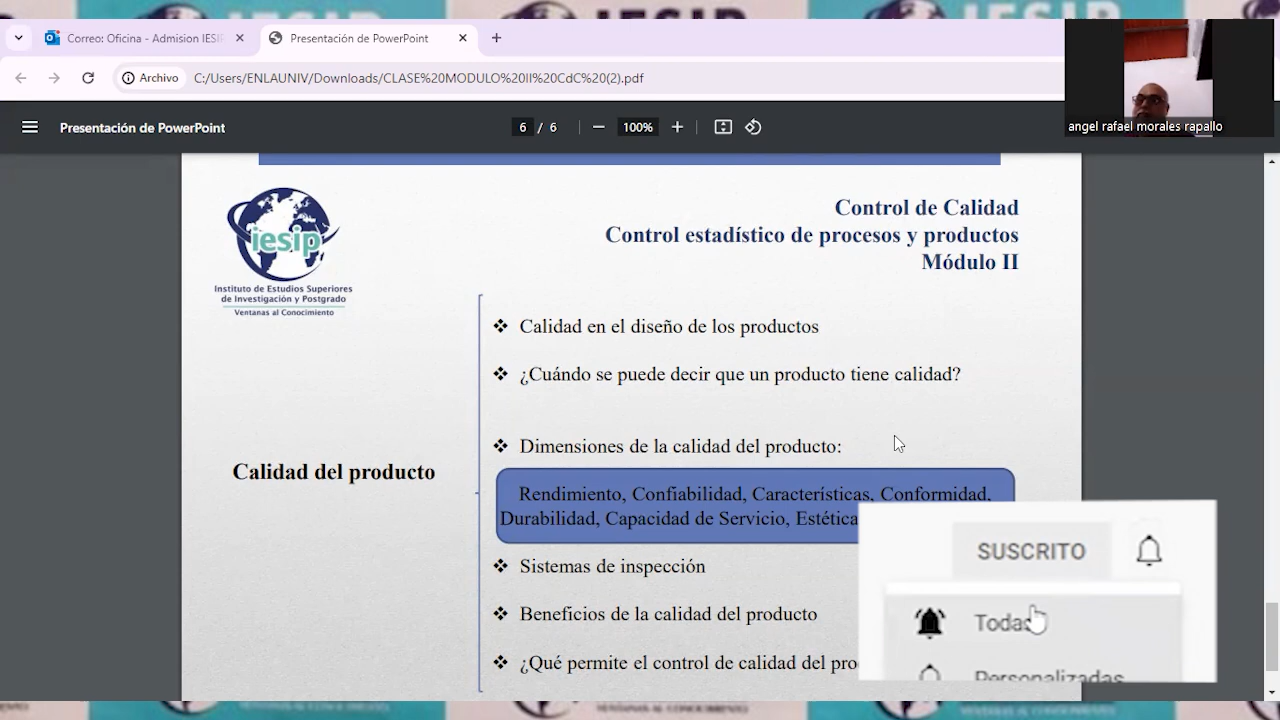 Correo: Oficina - Admision IESI
Presentación de PowerPoint
Archivo
C:/Users/ENLAUNIV/Downloads/CLASE%20MODULO%20II%20CdC%20(2).pdf
angel rafael morales rapallo
Presentación de PowerPoint
6 / 6
100%
iesip
Instituto de Estudios Superiores
de Investigación y Postgrado
Ventanas al Conocimiento
Control de Calidad
Control estadístico de procesos y productos
Módulo II
Calidad del producto
❖ Calidad en el diseño de los productos
❖ ¿Cuándo se puede decir que un producto tiene calidad?
❖ Dimensiones de la calidad del producto:
Rendimiento, Confiabilidad, Características, Conformidad,
Durabilidad, Capacidad de Servicio, Estética
❖ Sistemas de inspección
❖ Beneficios de la calidad del producto
❖ ¿Qué permite el control de calidad del pro
SUSCRITO
Todas
Personalizadas
VENTANAS AL CONOCIMIENTO